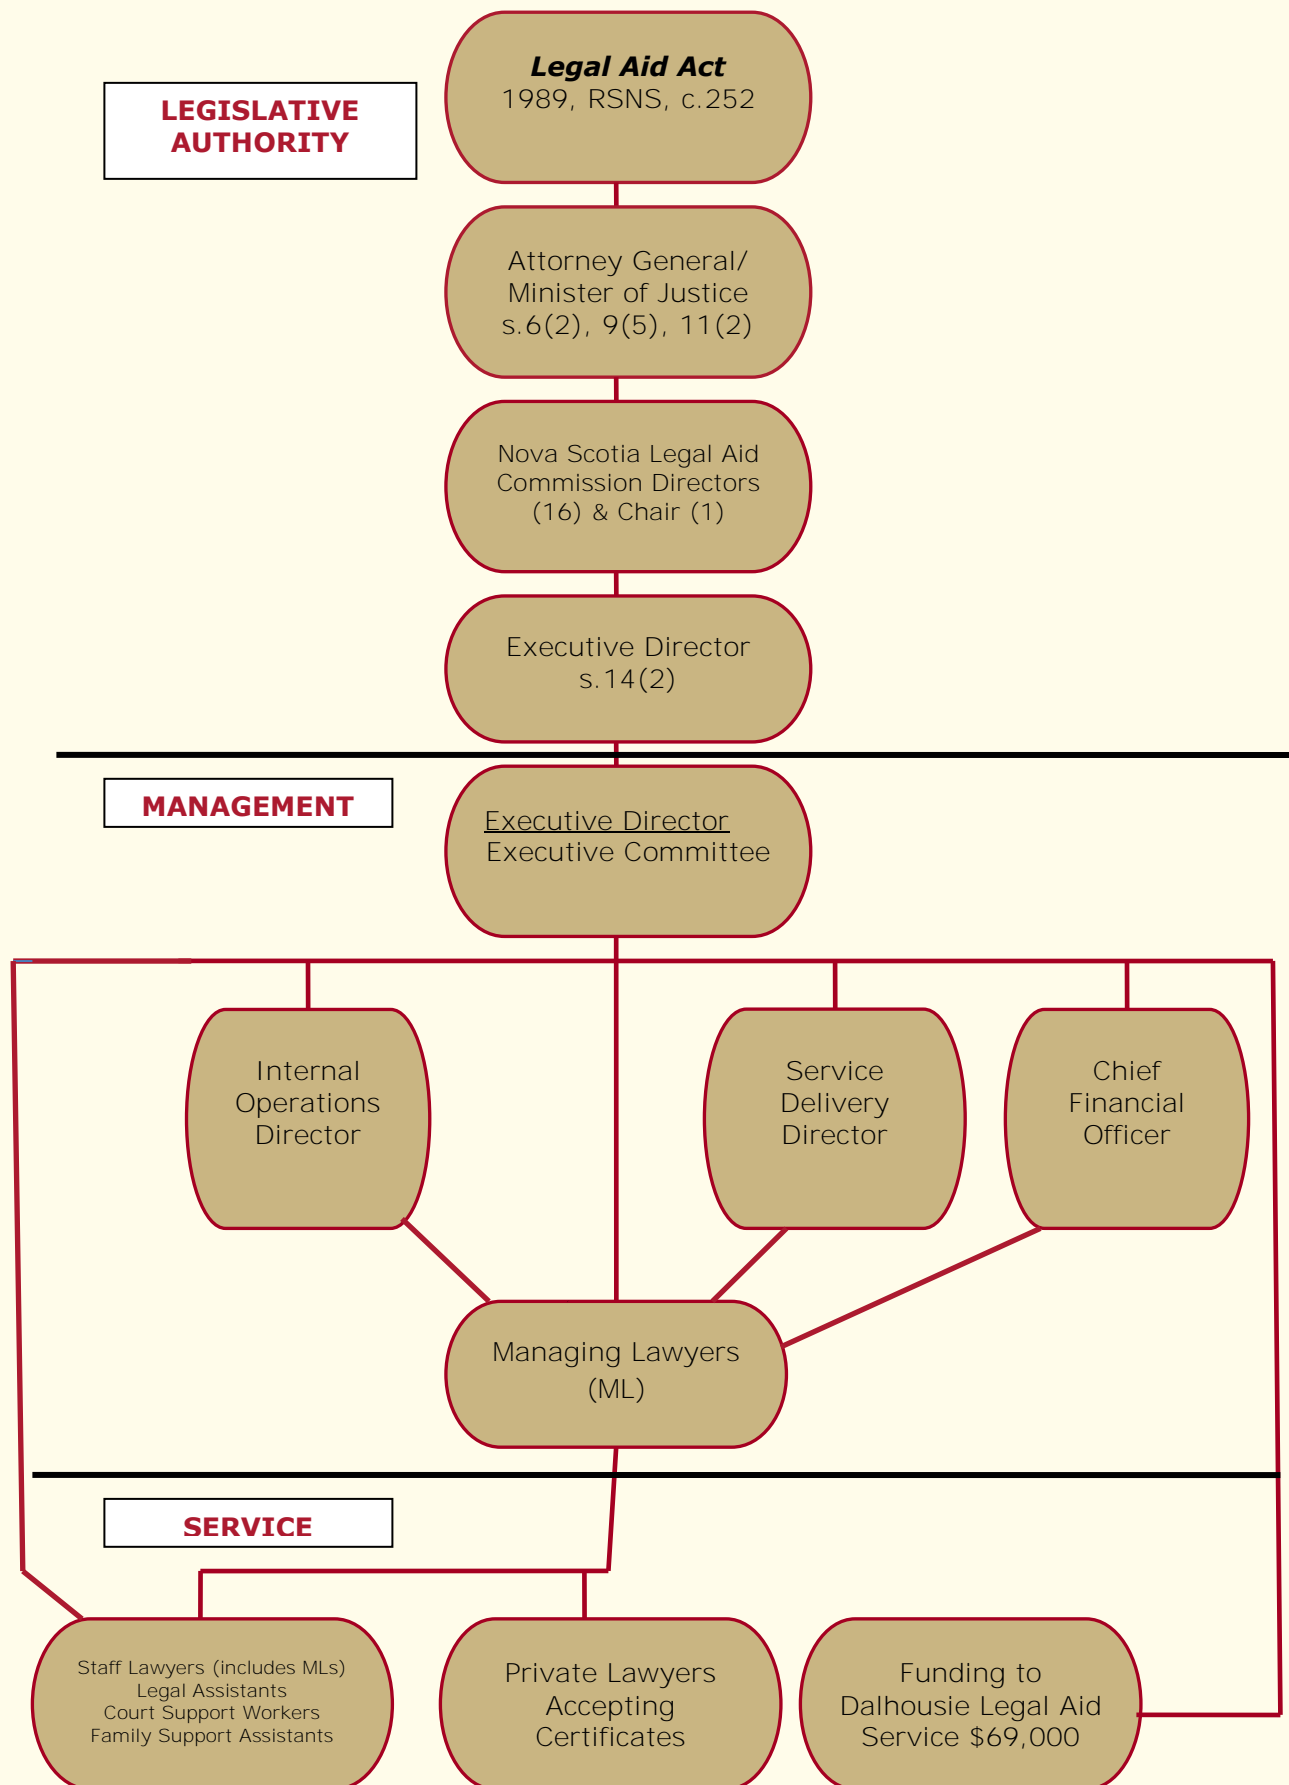 Legal Aid Act
1989, RSNS, c.252
LEGISLATIVE
AUTHORITY
Attorney General/
Minister of Justice
s.6(2), 9(5), 11(2)
Nova Scotia Legal Aid
Commission Directors
(16) & Chair (1)
Executive Director
s.14(2)
MANAGEMENT
Executive Director
Executive Committee
Internal
Operations
Director
Service
Delivery
Director
Chief
Financial
Officer
Managing Lawyers
(ML)
SERVICE
Staff Lawyers (includes MLs)
Legal Assistants
Court Support Workers
Family Support Assistants
Private Lawyers
Accepting
Certificates
Funding to
Dalhousie Legal Aid
Service $69,000